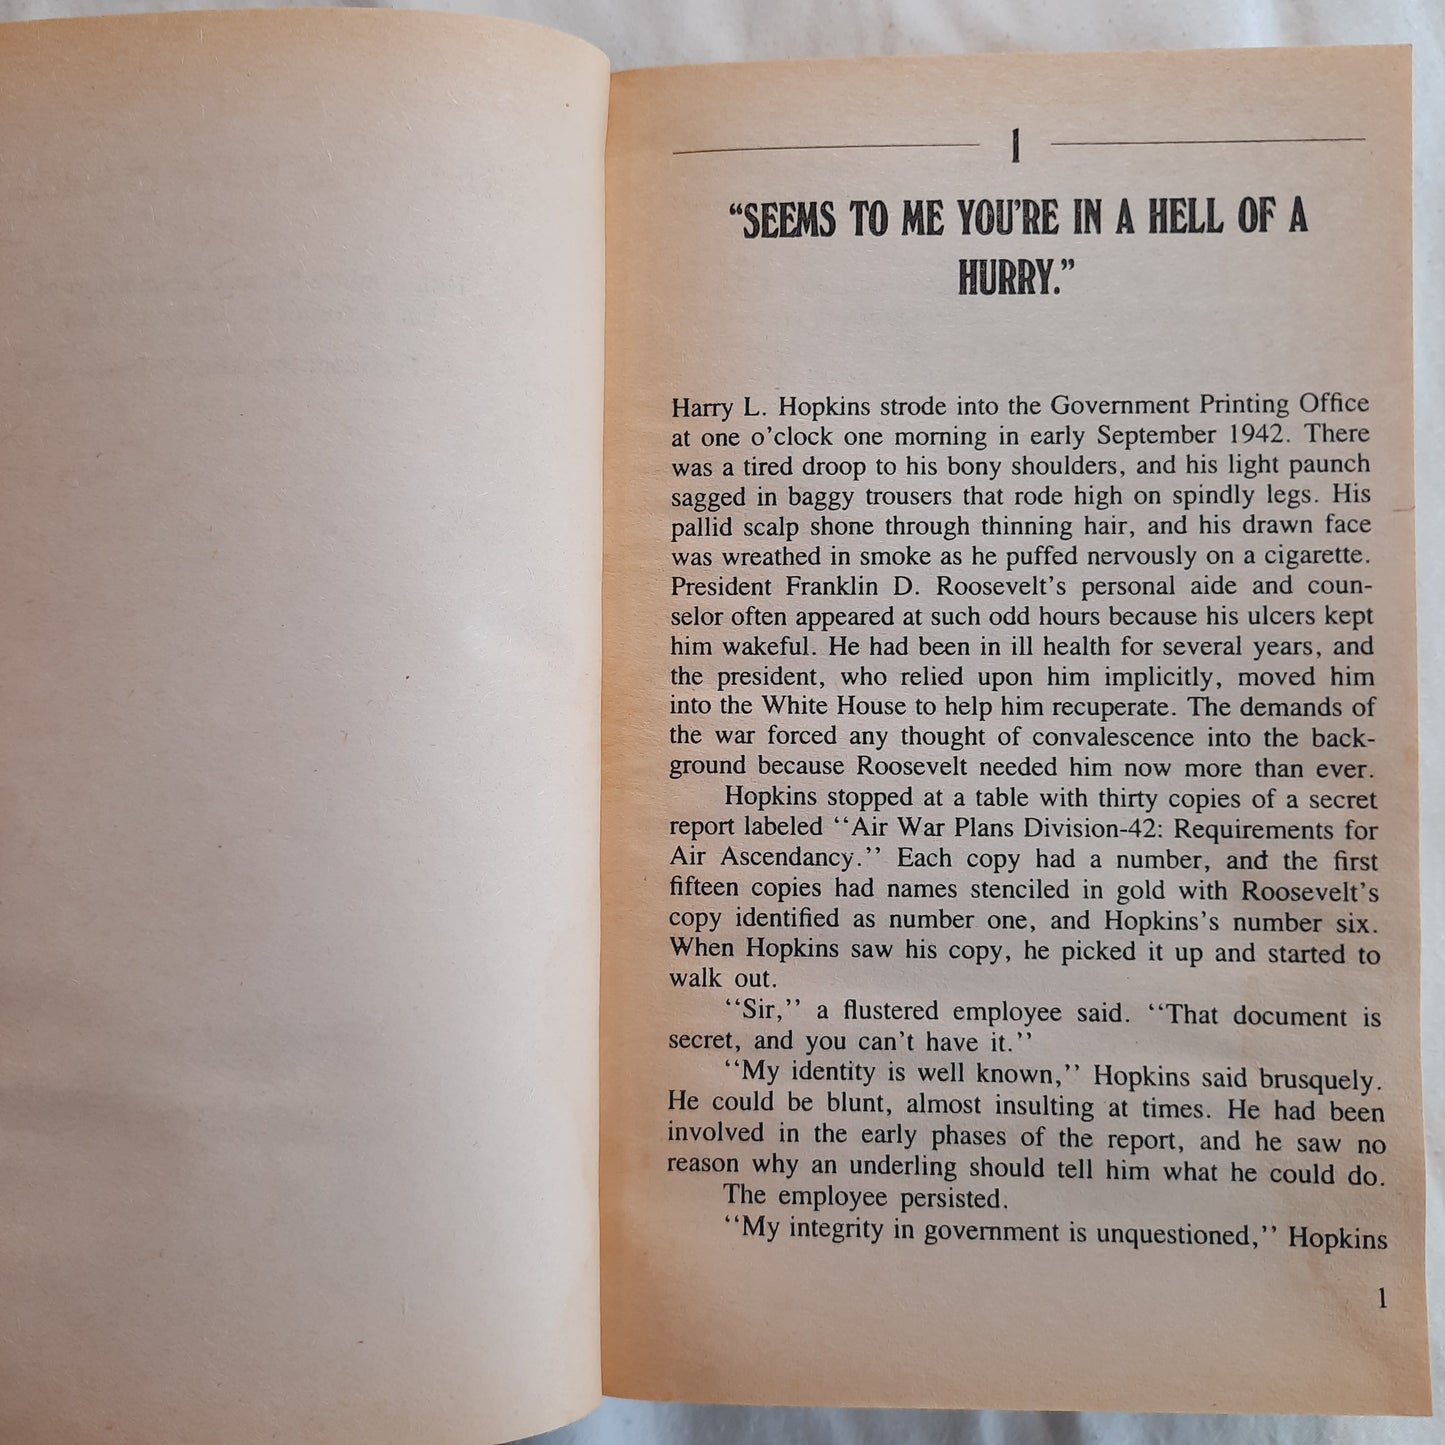 1
“SEEMS TO ME YOU’RE IN A HELL OF A
HURRY.”
Harry L. Hopkins strode into the Government Printing Office
at one o’clock one morning in early September 1942. There
was a tired droop to his bony shoulders, and his light paunch
sagged in baggy trousers that rode high on spindly legs. His
pallid scalp shone through thinning hair, and his drawn face
was wreathed in smoke as he puffed nervously on a cigarette.
President Franklin D. Roosevelt’s personal aide and coun-
selor often appeared at such odd hours because his ulcers kept
him wakeful. He had been in ill health for several years, and
the president, who relied upon him implicitly, moved him
into the White House to help him recuperate. The demands of
the war forced any thought of convalescence into the back-
ground because Roosevelt needed him now more than ever.
Hopkins stopped at a table with thirty copies of a secret
report labeled ‘‘Air War Plans Division-42: Requirements for
Air Ascendancy.’’ Each copy had a number, and the first
fifteen copies had names stenciled in gold with Roosevelt’s
copy identified as number one, and Hopkins’s number six.
When Hopkins saw his copy, he picked it up and started to
walk out.
‘‘Sir,’’ a flustered employee said. ‘‘That document is
secret, and you can’t have it.’’
‘‘My identity is well known,’’ Hopkins said brusquely.
He could be blunt, almost insulting at times. He had been
involved in the early phases of the report, and he saw no
reason why an underling should tell him what he could do.
The employee persisted.
‘‘My integrity in government is unquestioned,’’ Hopkins
1